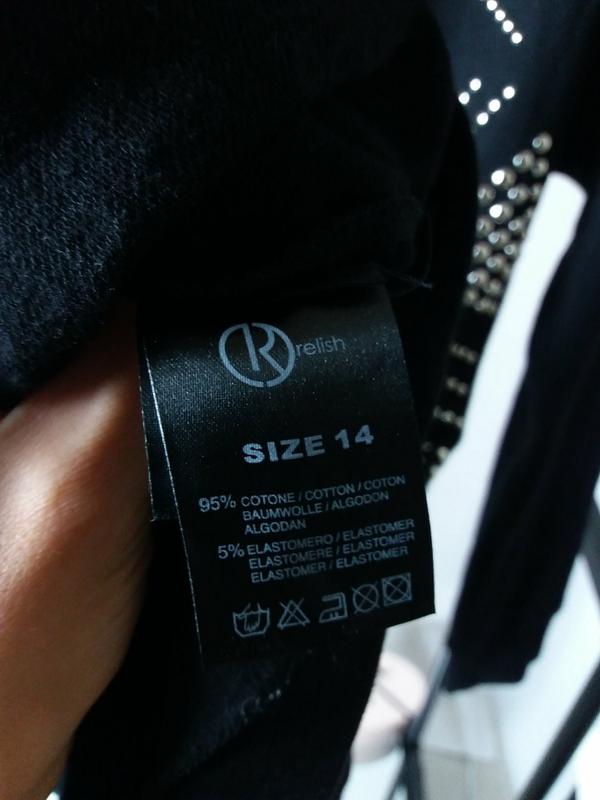 R relish
SIZE 14
95% COTONE / COTTON / COTON
BAUMWOLLE / ALGODON
ALGODAN
5% ELASTOMERO / ELASTOMER
ELASTOMERE / ELASTOMER
ELASTOMER / ELASTOMER